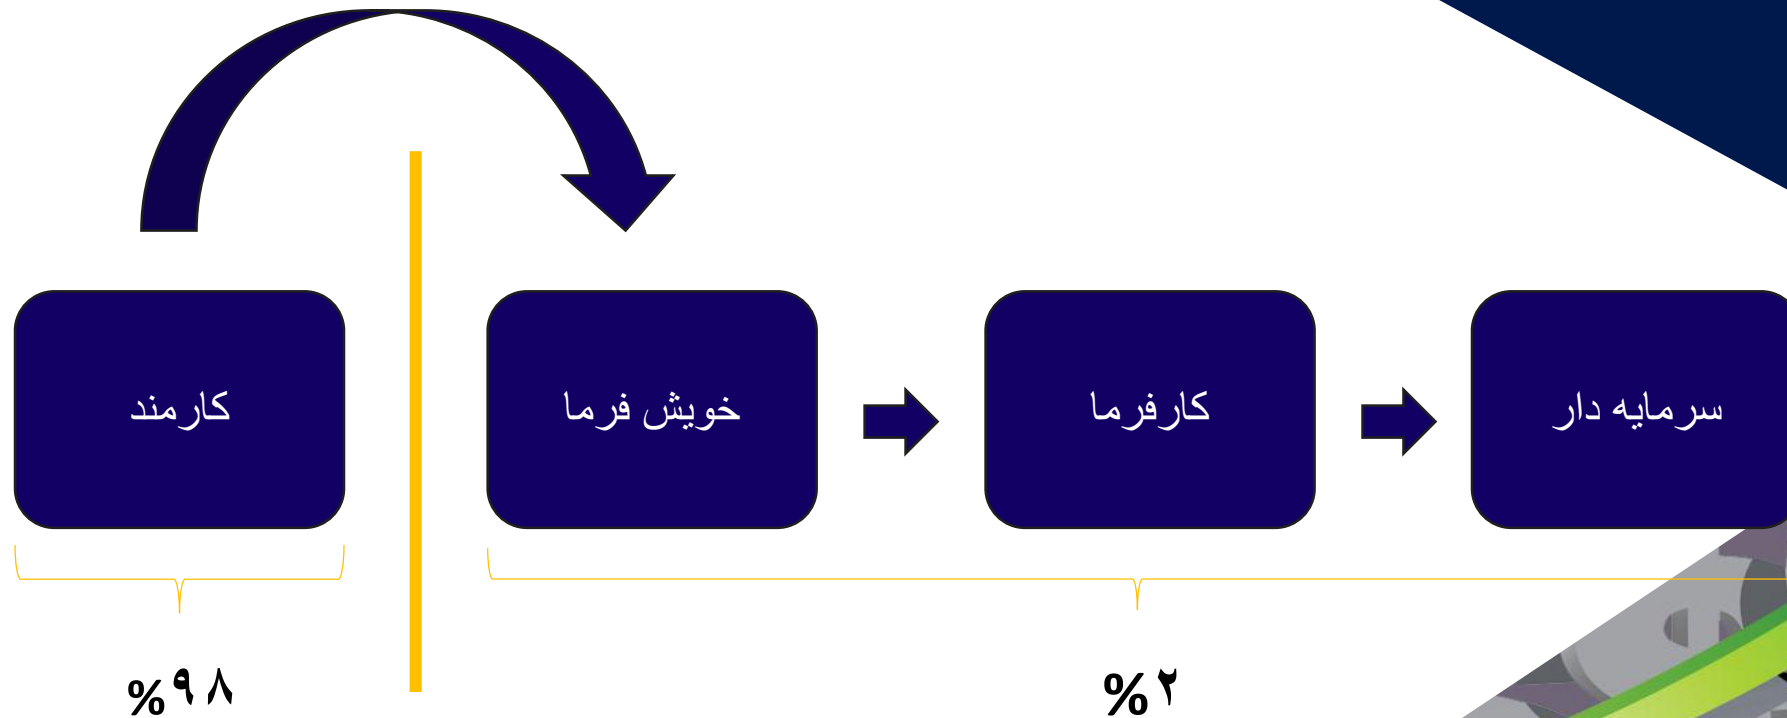 کارمند
خویش فرما
کارفرما
سرمایه دار
%۹۸
%۲